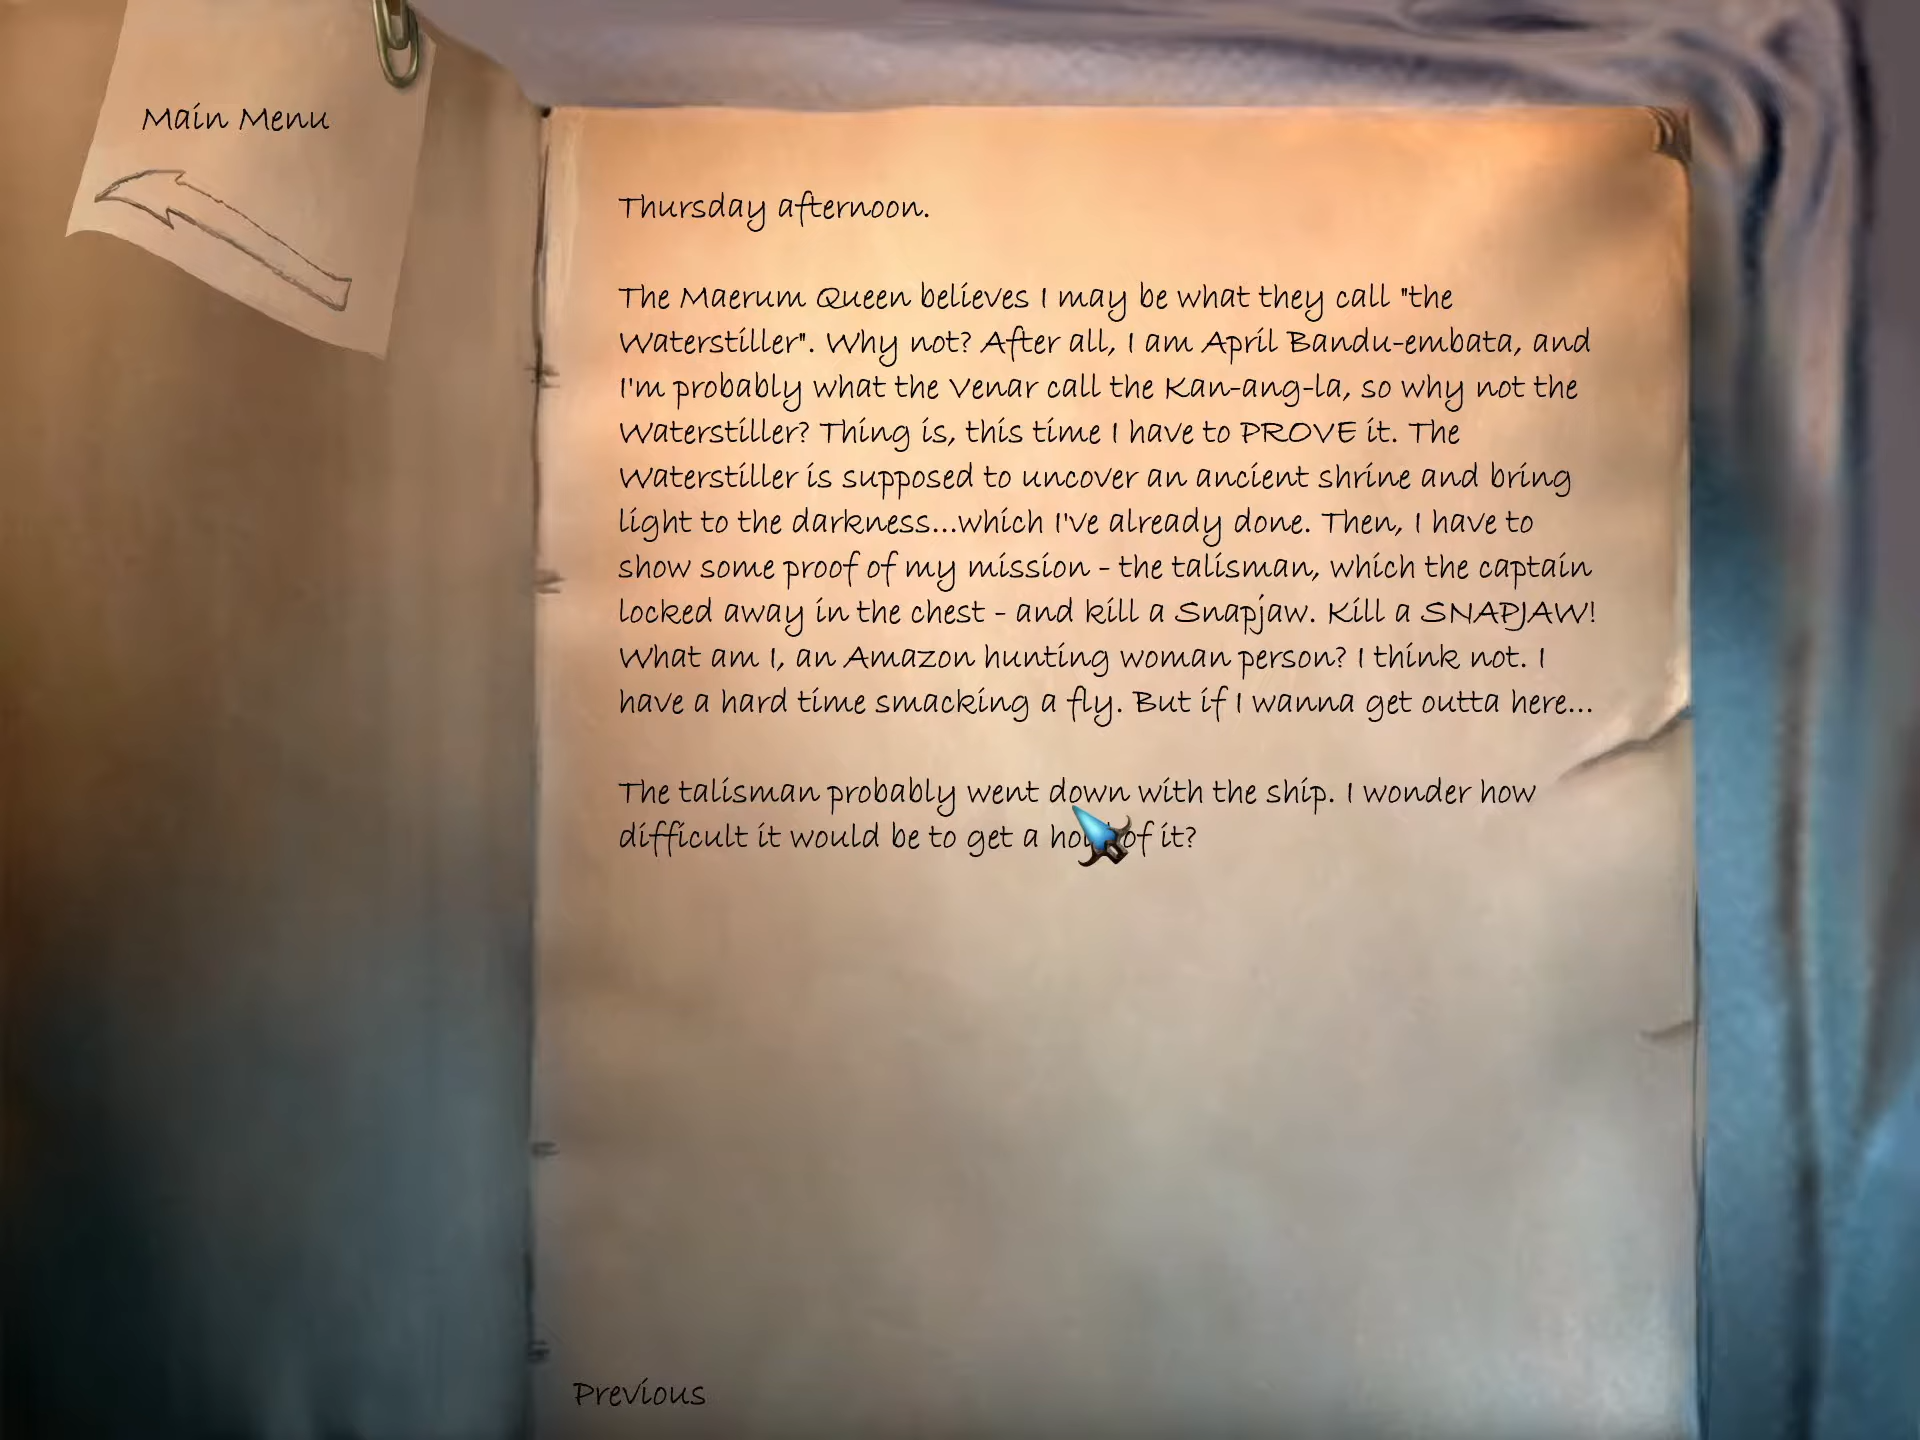 Main Menu
Thursday afternoon.
The Maerum Queen believes I may be what they call "the
Waterstiller". Why not? After all, I am April Bandu-embata, and
I'm probably what the Venar call the Kan-ang-la, so why not the
Waterstiller? Thing is, this time I have to PROVE it. The
Waterstiller is supposed to uncover an ancient shrine and bring
light to the darkness...which I've already done. Then, I have to
show some proof of my mission - the talisman, which the captain
locked away in the chest - and kill a Snapjaw. Kill a SNAPJAW!
What am I, an Amazon hunting woman person? I think not. I
have a hard time smacking a fly. But if I wanna get outta here...
The talisman probably went down with the ship. I wonder how
difficult it would be to get a of it?
Previous